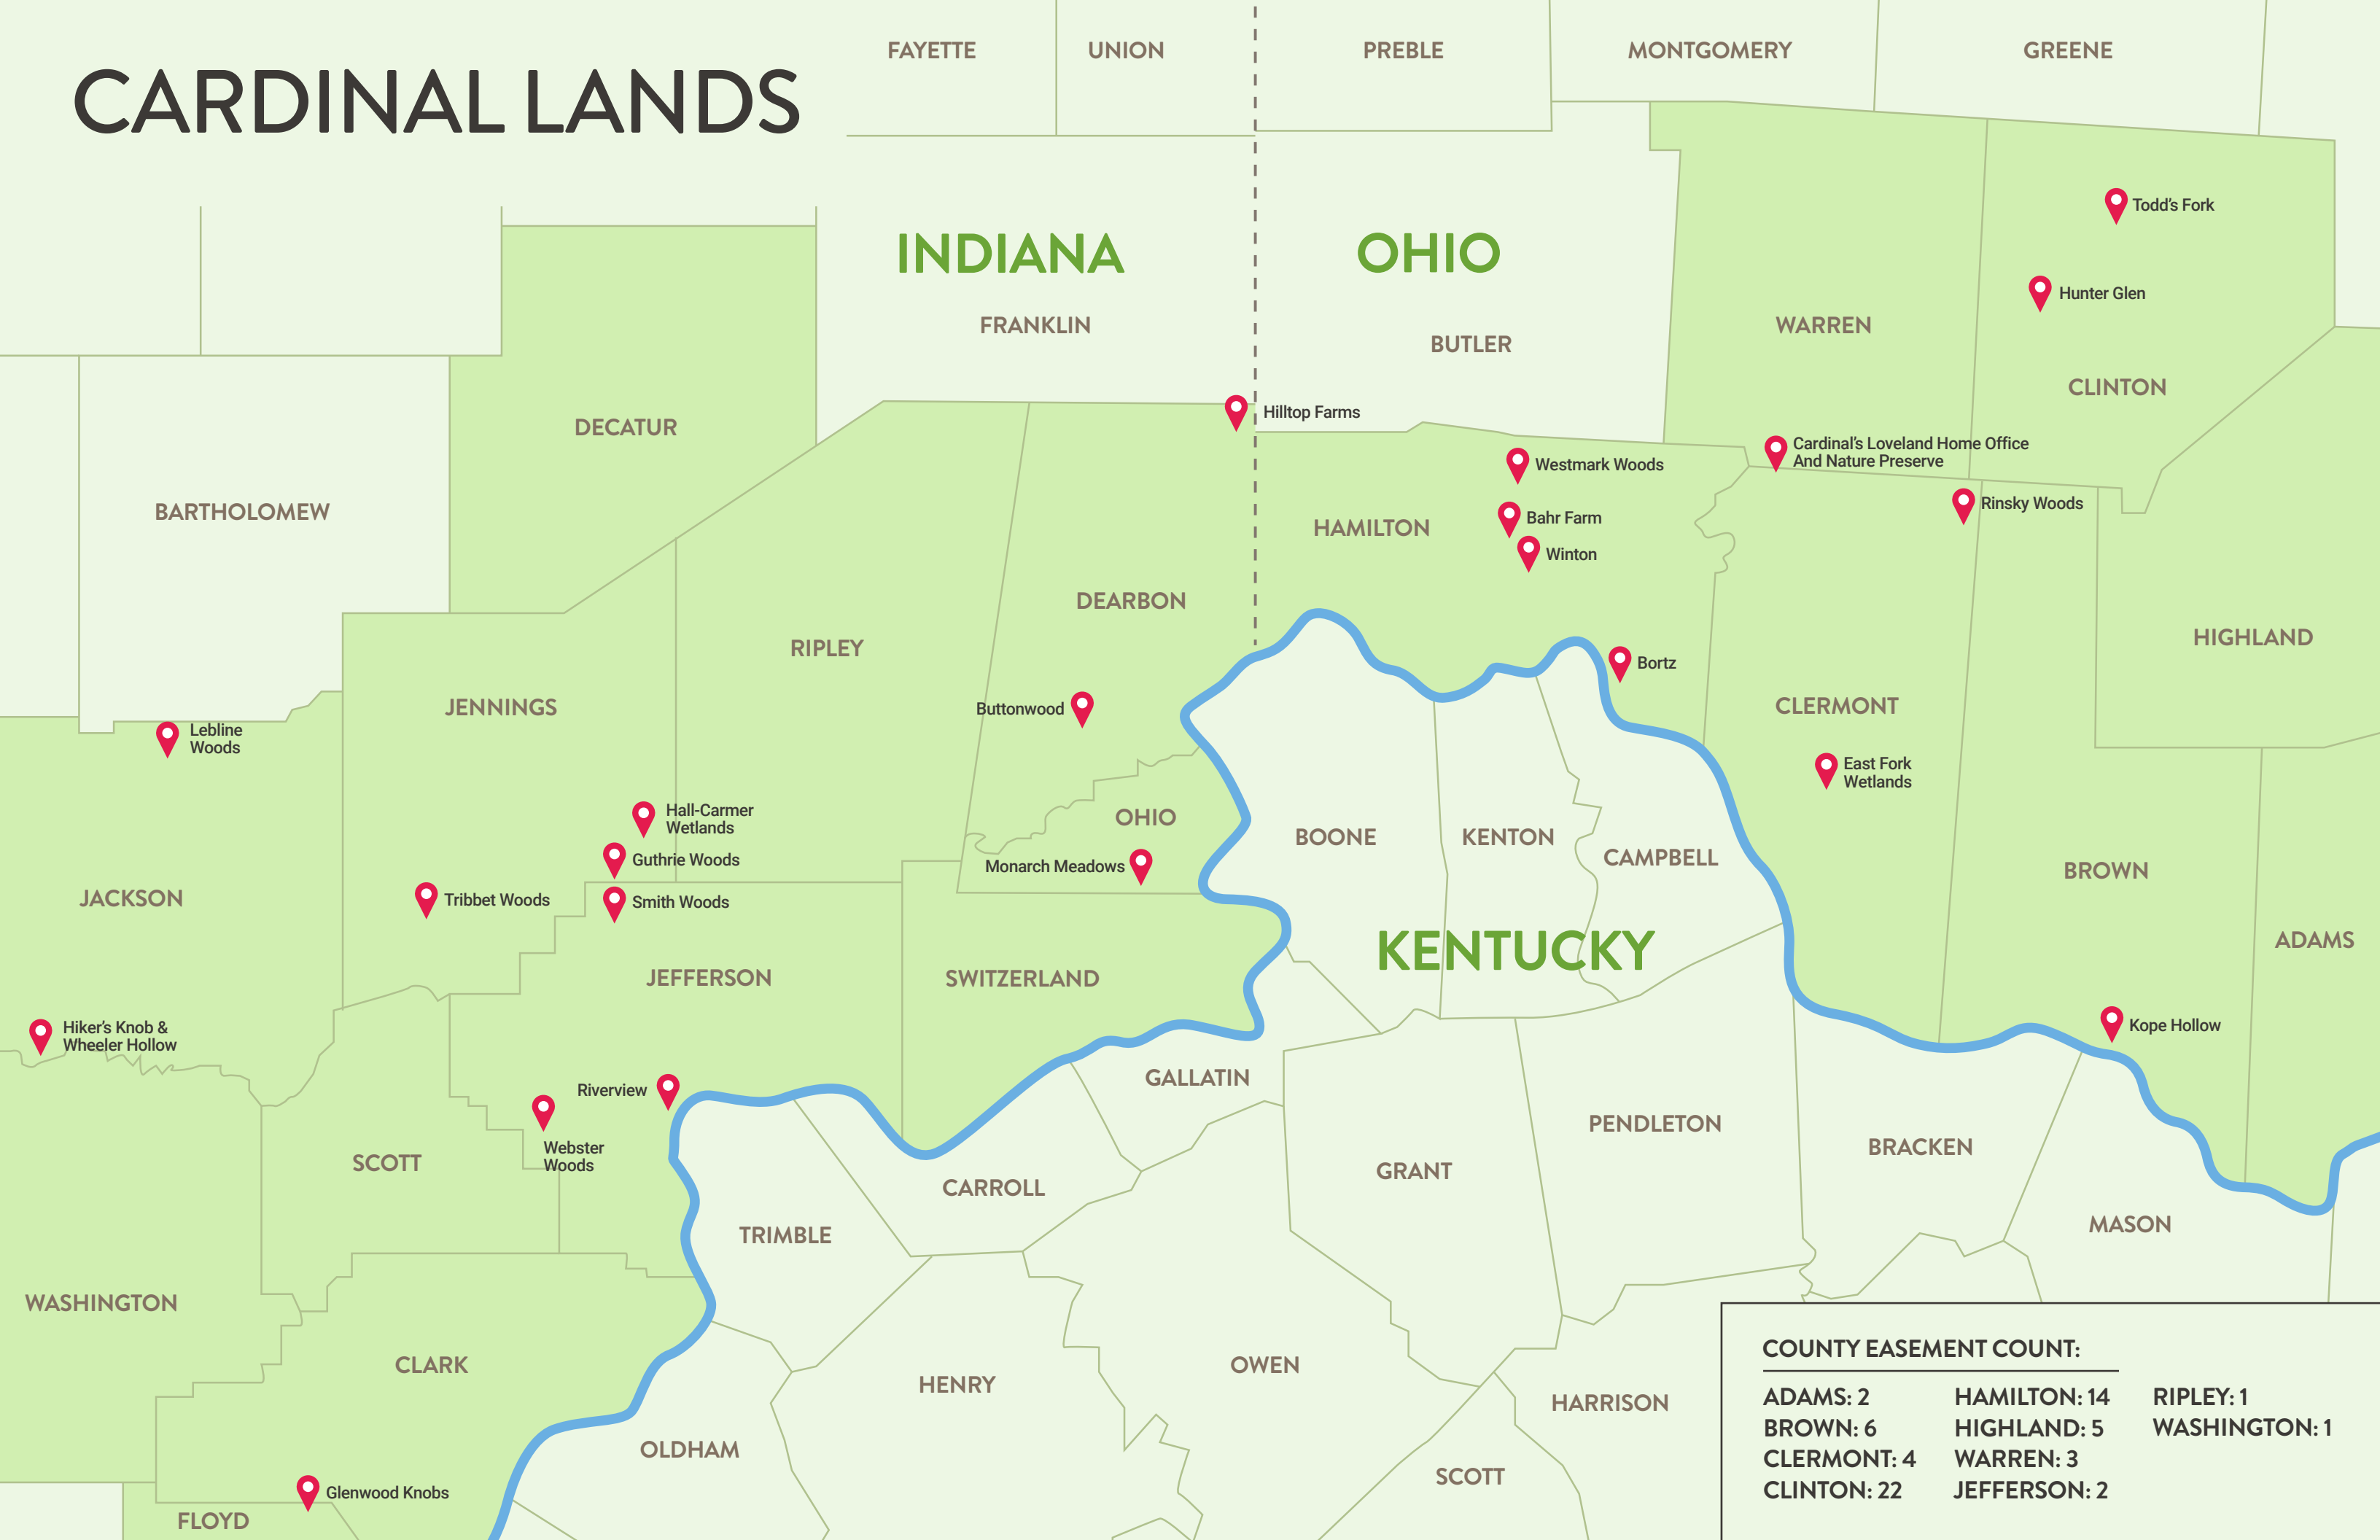 CARDINAL LANDS
FAYETTE
UNION
PREBLE
MONTGOMERY
GREENE
INDIANA
OHIO
FRANKLIN
BUTLER
WARREN
Todd's Fork
Hunter Glen
CLINTON
DECATUR
Hilltop Farms
Westmark Woods
Cardinal's Loveland Home Office
And Nature Preserve
BARTHOLOMEW
HAMILTON
Bahr Farm
Winton
Rinsky Woods
DEARBON
RIPLEY
HIGHLAND
Bortz
JENNINGS
Buttonwood
CLERMONT
Lebline
Woods
East Fork
Wetlands
Hall-Carmer
Wetlands
OHIO
BOONE
KENTON
CAMPBELL
Guthrie Woods
Monarch Meadows
BROWN
JACKSON
Tribbet Woods
Smith Woods
KENTUCKY
ADAMS
JEFFERSON
SWITZERLAND
Hiker's Knob &
Wheeler Hollow
Kope Hollow
Riverview
GALLATIN
PENDLETON
Webster
Woods
SCOTT
BRACKEN
GRANT
CARROLL
TRIMBLE
MASON
WASHINGTON
CLARK
HENRY
OWEN
HARRISON
OLDHAM
SCOTT
Glenwood Knobs
FLOYD
COUNTY EASEMENT COUNT:
ADAMS: 2
BROWN: 6
CLERMONT: 4
CLINTON: 22
HAMILTON: 14
HIGHLAND: 5
WARREN: 3
JEFFERSON: 2
RIPLEY: 1
WASHINGTON: 1